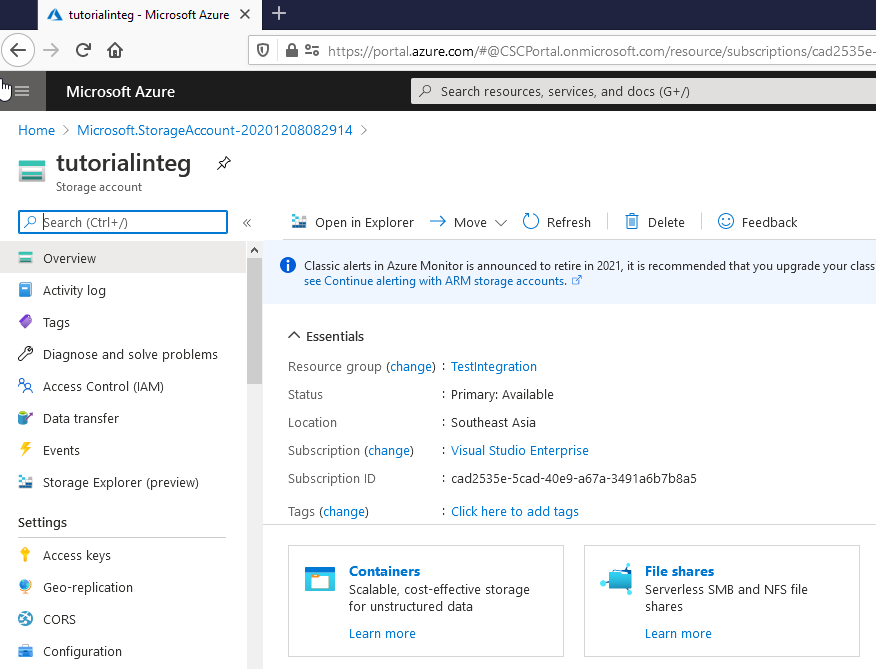 tutorialinteg - Microsoft Azure
https://portal.azure.com/#@CSCPortal.onmicrosoft.com/resource/subscriptions/cad2535e-
Microsoft Azure
Search resources, services, and docs (G+/)
Home > Microsoft.StorageAccount-20201208082914 >
tutorialinteg
Storage account
Search (Ctrl+/)
«
Overview
Activity log
Tags
Diagnose and solve problems
Access Control (IAM)
Data transfer
Events
Storage Explorer (preview)
Settings
Access keys
Geo-replication
CORS
Configuration
Open in Explorer Move Refresh Delete Feedback
Classic alerts in Azure Monitor is announced to retire in 2021, it is recommended that you upgrade your class
see Continue alerting with ARM storage accounts.
Essentials
Resource group (change) : TestIntegration
Status : Primary: Available
Location : Southeast Asia
Subscription (change) : Visual Studio Enterprise
Subscription ID : cad2535e-5cad-40e9-a67a-3491a6b7b8a5
Tags (change) : Click here to add tags
Containers
Scalable, cost-effective storage
for unstructured data
Learn more
File shares
Serverless SMB and NFS file
shares
Learn more